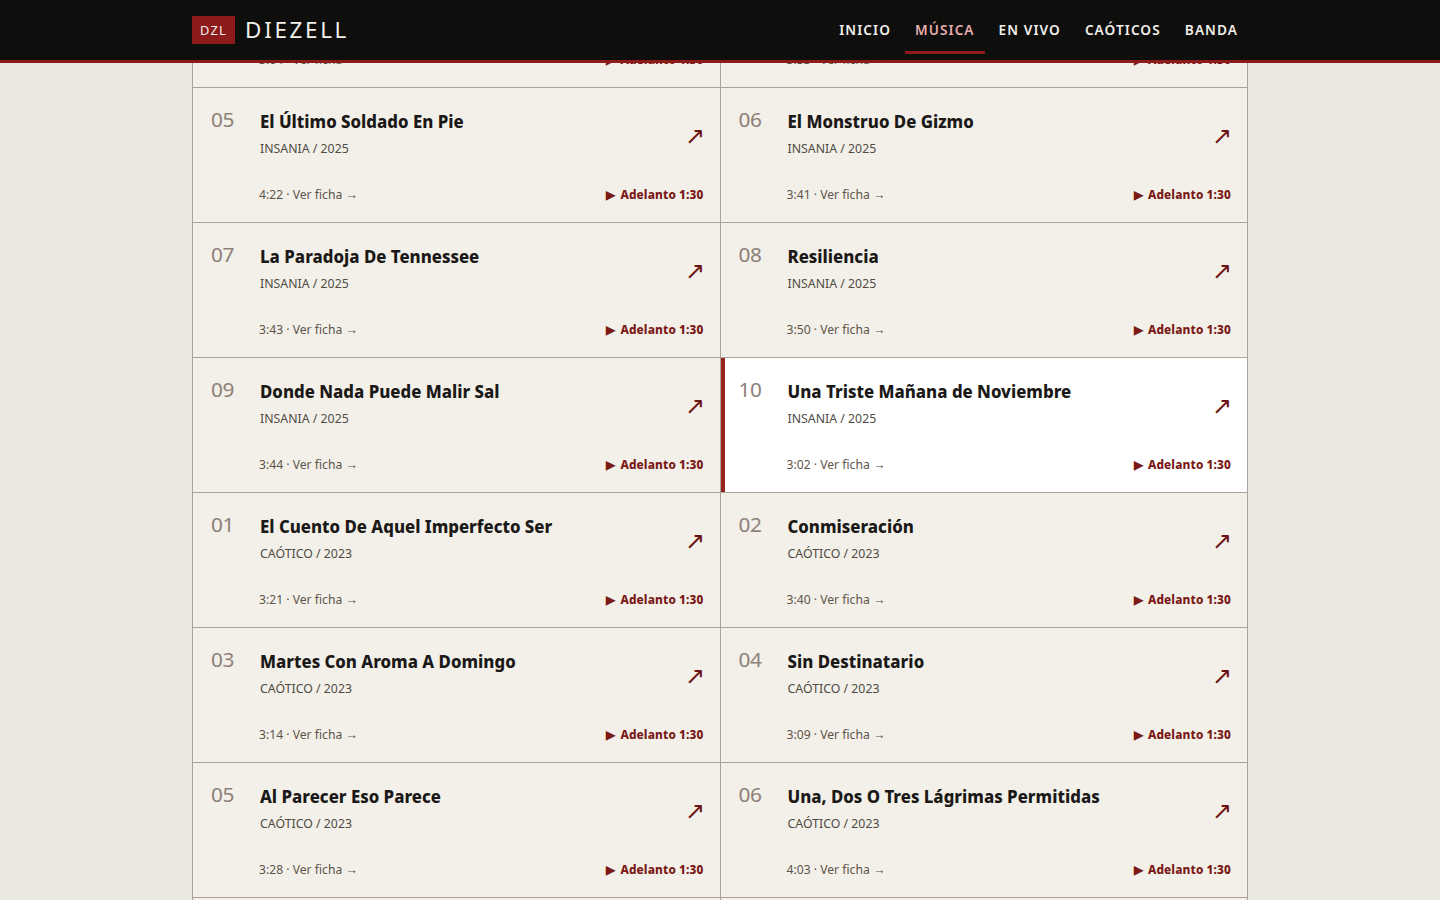 DZL DIEZELL
INICIO MÚSICA EN VIVO CAÓTICOS BANDA
05 El Último Soldado En Pie ↗
INSANIA / 2025
4:22 · Ver ficha → ▶ Adelanto 1:30
06 El Monstruo De Gizmo ↗
INSANIA / 2025
3:41 · Ver ficha → ▶ Adelanto 1:30
07 La Paradoja De Tennessee ↗
INSANIA / 2025
3:43 · Ver ficha → ▶ Adelanto 1:30
08 Resiliencia ↗
INSANIA / 2025
3:50 · Ver ficha → ▶ Adelanto 1:30
09 Donde Nada Puede Malir Sal ↗
INSANIA / 2025
3:44 · Ver ficha → ▶ Adelanto 1:30
10 Una Triste Mañana de Noviembre ↗
INSANIA / 2025
3:02 · Ver ficha → ▶ Adelanto 1:30
01 El Cuento De Aquel Imperfecto Ser ↗
CAÓTICO / 2023
3:21 · Ver ficha → ▶ Adelanto 1:30
02 Conmiseración ↗
CAÓTICO / 2023
3:40 · Ver ficha → ▶ Adelanto 1:30
03 Martes Con Aroma A Domingo ↗
CAÓTICO / 2023
3:14 · Ver ficha → ▶ Adelanto 1:30
04 Sin Destinatario ↗
CAÓTICO / 2023
3:09 · Ver ficha → ▶ Adelanto 1:30
05 Al Parecer Eso Parece ↗
CAÓTICO / 2023
3:28 · Ver ficha → ▶ Adelanto 1:30
06 Una, Dos O Tres Lágrimas Permitidas ↗
CAÓTICO / 2023
4:03 · Ver ficha → ▶ Adelanto 1:30